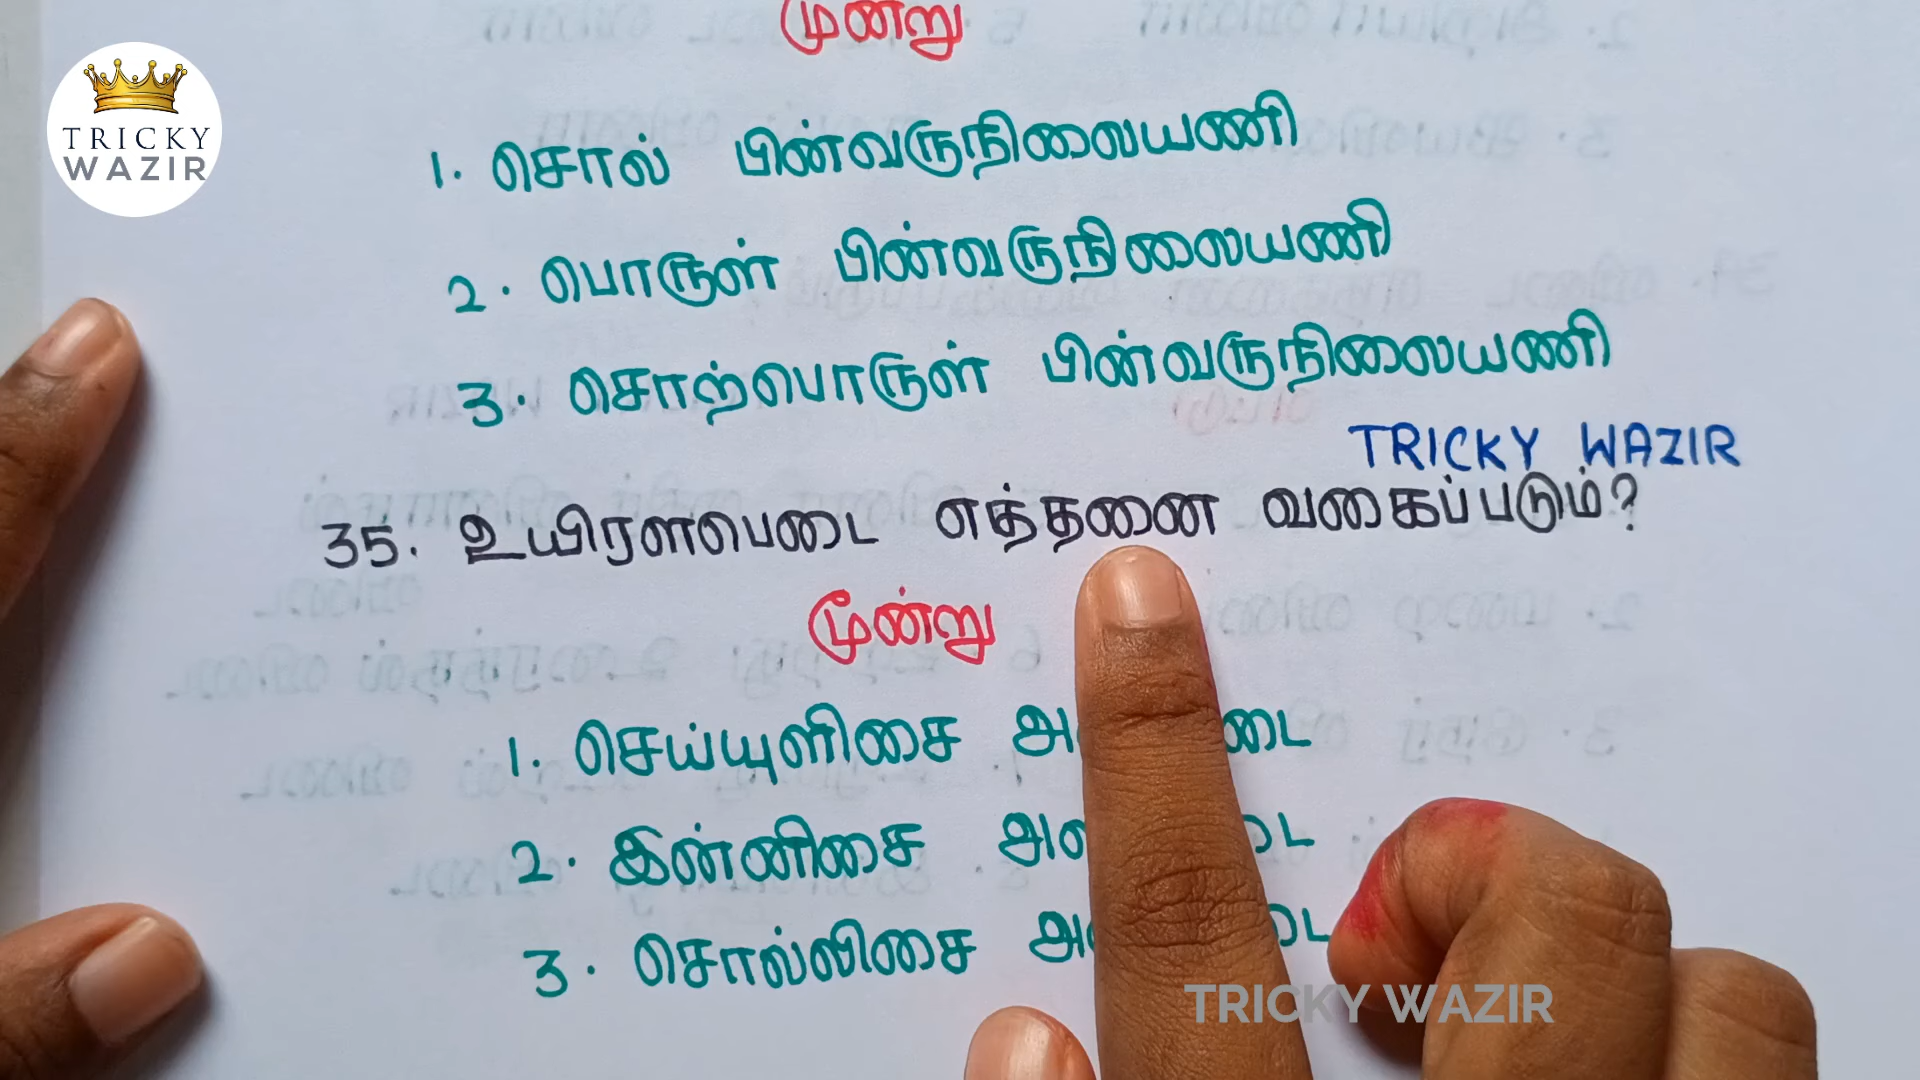 மூன்று
TRICKY
WAZIR
1. சொல் பின்வருநிலையணி
2. பொருள் பின்வருநிலையணி
3. சொற்பொருள் பின்வருநிலையணி
TRICKY WAZIR
35. உயிரளபெடை எத்தனை வகைப்படும்?
மூன்று
1. செய்யுளிசை
2. இன்னிசை
3. சொல்லிசை
TRICKY WAZIR